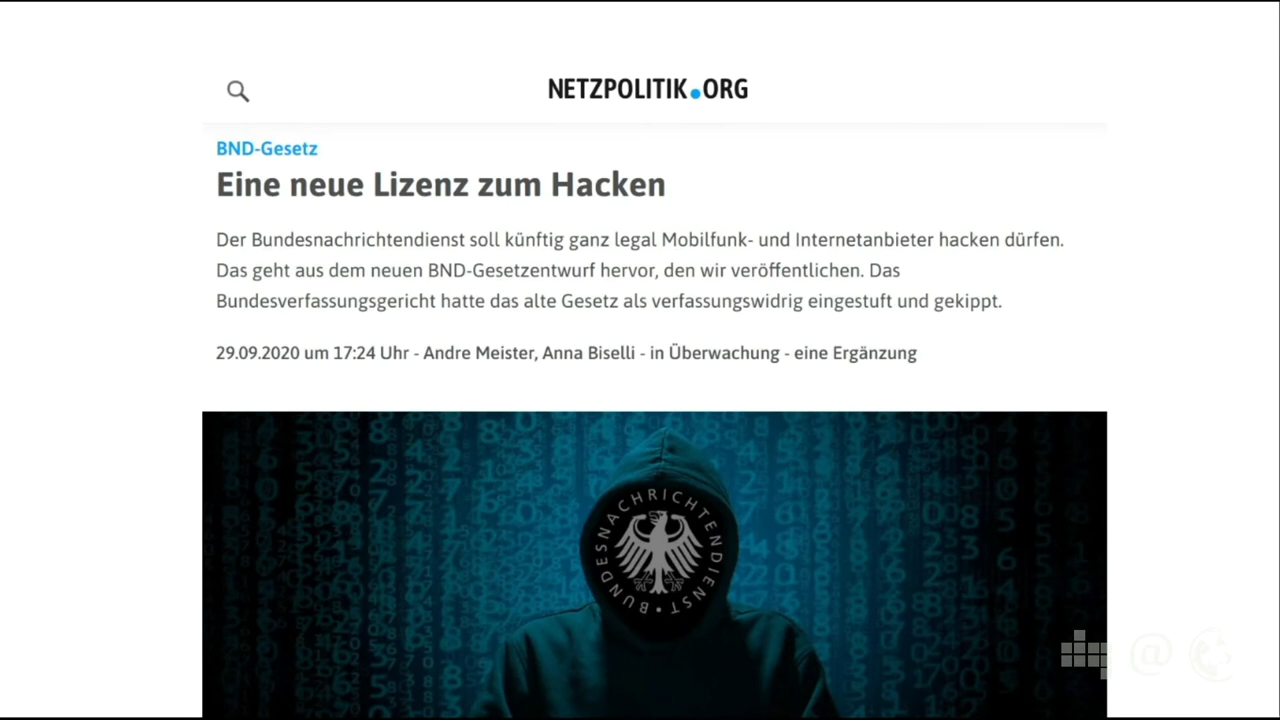 NETZPOLITIK.ORG
BND-Gesetz
Eine neue Lizenz zum Hacken
Der Bundesnachrichtendienst soll künftig ganz legal Mobilfunk- und Internetanbieter hacken dürfen.
Das geht aus dem neuen BND-Gesetzentwurf hervor, den wir veröffentlichen. Das
Bundesverfassungsgericht hatte das alte Gesetz als verfassungswidrig eingestuft und gekippt.
29.09.2020 um 17:24 Uhr - Andre Meister, Anna Biselli - in Überwachung - eine Ergänzung
BUNDESNACHRICHTENDIENST •
@